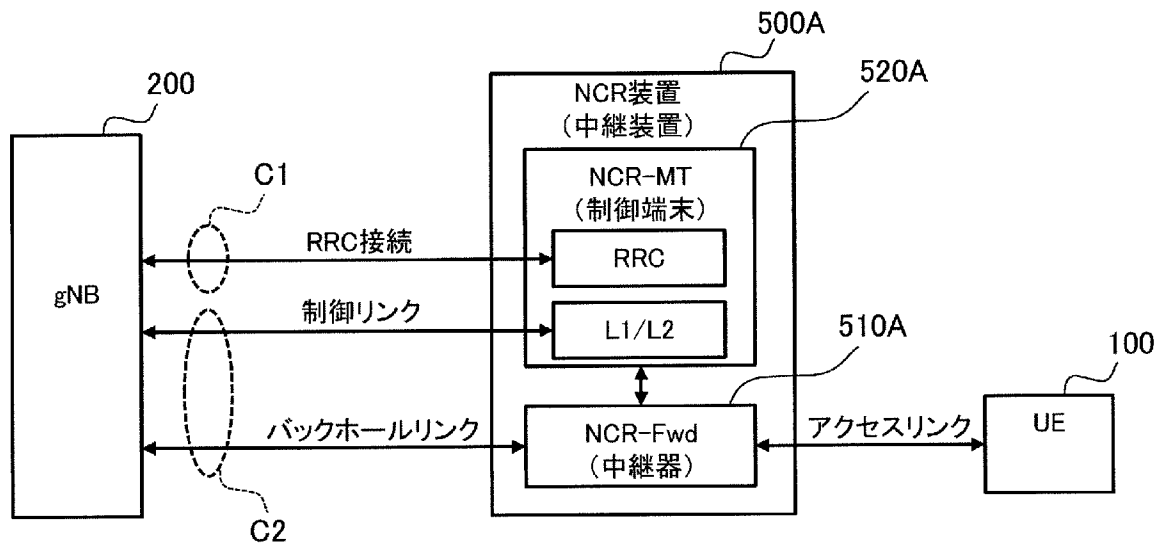 500A
520A
200
NCR装置
(中継装置)
C1
NCR-MT
(制御端末)
RRC接続
RRC
gNB
制御リンク
L1/L2
510A
100
バックホールリンク
NCR-Fwd
(中継器)
アクセスリンク
UE
C2